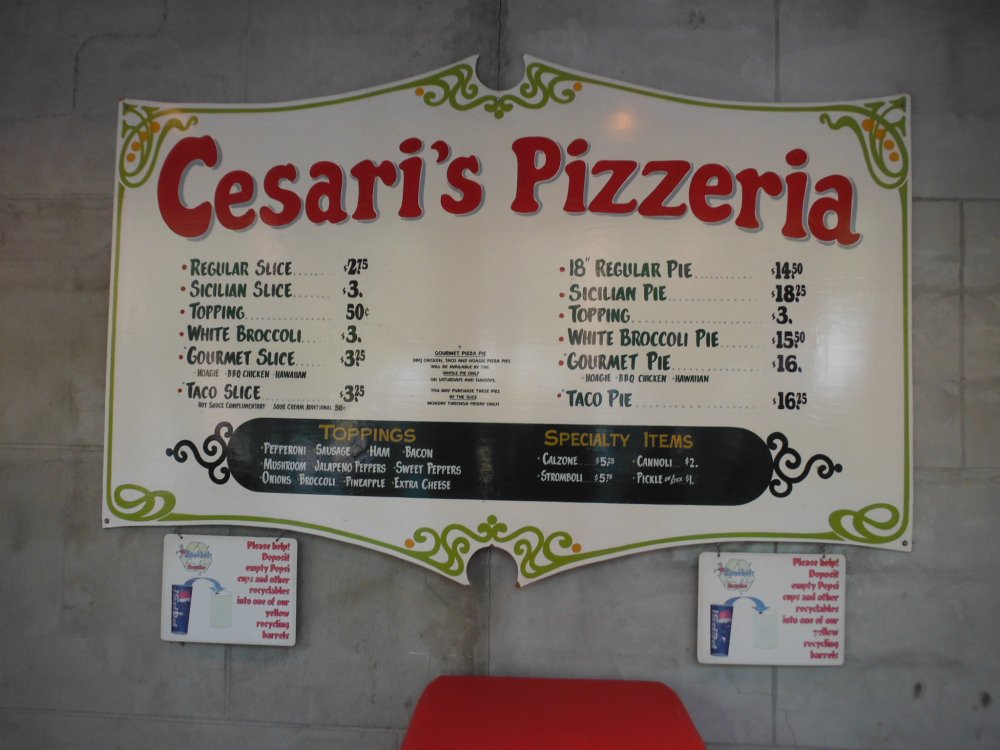 Cesari's Pizzeria
• REGULAR SLICE...... $2.75
• SICILIAN SLICE...... $3.
• TOPPING............ 50¢
• WHITE BROCCOLI.... $3.
• GOURMET SLICE..... $3.25
HOAGIE · BBQ CHICKEN · HAWAIIAN
• TACO SLICE......... $3.25
HOT SAUCE COMPLIMENTARY SOUR CREAM ADDITIONAL 50¢
*
GOURMET PIZZA PIE
BBQ CHICKEN, TACO AND HOAGIE PIZZA PIES
WILL BE AVAILABLE BY THE
WHOLE PIE ONLY
ON SATURDAYS AND SUNDAYS.
YOU MAY PURCHASE THESE PIES
BY THE SLICE
MONDAY THROUGH FRIDAY ONLY!
• 18" REGULAR PIE............ $14.50
• SICILIAN PIE................ $18.25
• TOPPING................... $3.
• WHITE BROCCOLI PIE....... $15.50
• GOURMET PIE.............. $16.
HOAGIE · BBQ CHICKEN · HAWAIIAN
• TACO PIE.................. $16.25
TOPPINGS
· PEPPERONI · SAUSAGE · HAM · BACON
· MUSHROOM · JALAPENO PEPPERS · SWEET PEPPERS
· ONIONS · BROCCOLI · PINEAPPLE · EXTRA CHEESE
SPECIALTY ITEMS
· CALZONE..... $5.75 · CANNOLI... $2.
· STROMBOLI... $5.75 · PICKLE ON A STICK $1.
Please help!
Deposit
empty Pepsi
cups and other
recyclables
into one of our
yellow
recycling
barrels
Please help!
Deposit
empty Pepsi
cups and other
recyclables
into one of our
yellow
recycling
barrels